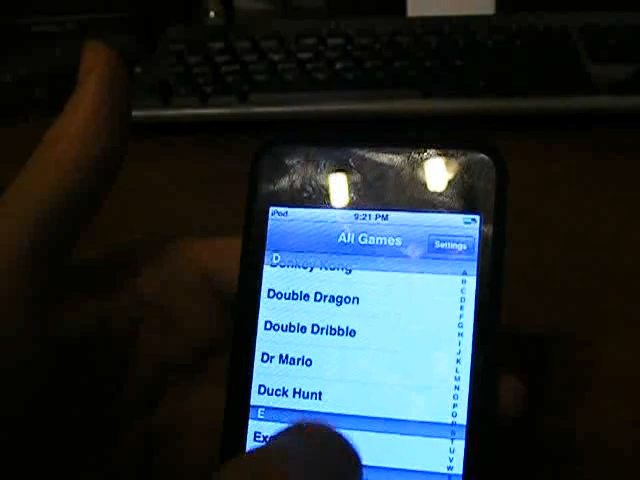 iPod 9:21 PM
All Games Settings
D
Donkey Kong
Double Dragon
Double Dribble
Dr Mario
Duck Hunt
E
A
B
C
D
E
F
G
H
I
J
K
L
M
N
O
P
Q
R
S
T
U
V
W